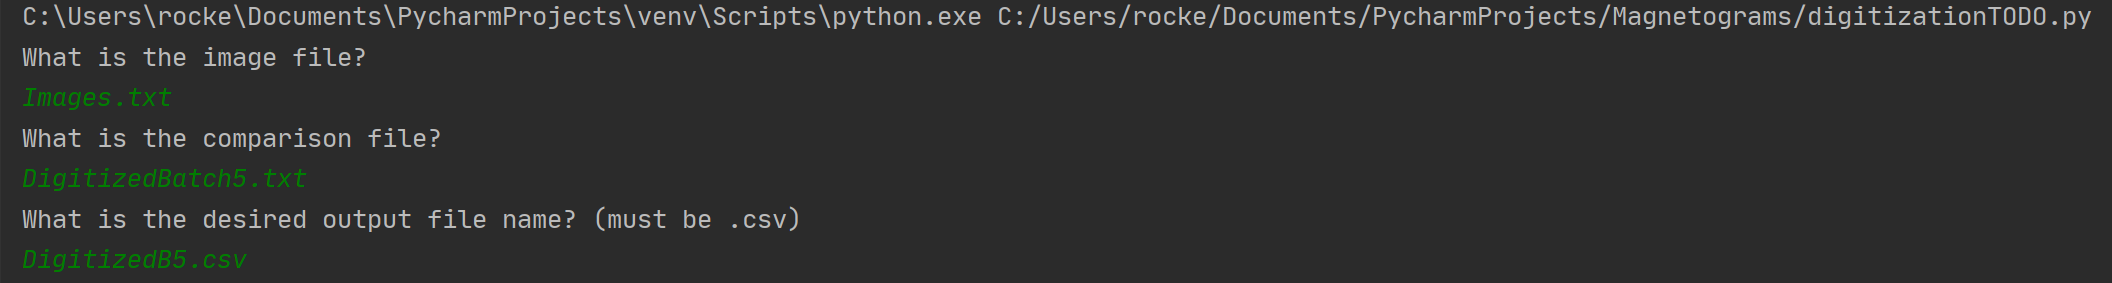 C:\Users\rocke\Documents\PycharmProjects\venv\Scripts\python.exe C:/Users/rocke/Documents/PycharmProjects/Magnetograms/digitizationTODO.py
What is the image file?
Images.txt
What is the comparison file?
DigitizedBatch5.txt
What is the desired output file name? (must be .csv)
DigitizedB5.csv